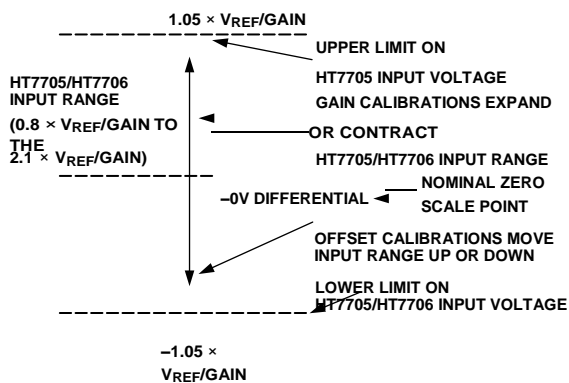 1.05 × VREF/GAIN
UPPER LIMIT ON
HT7705 INPUT VOLTAGE
HT7705/HT7706
INPUT RANGE
(0.8 × VREF/GAIN TO
THE
2.1 × VREF/GAIN)
GAIN CALIBRATIONS EXPAND
OR CONTRACT
HT7705/HT7706 INPUT RANGE
–0V DIFFERENTIAL
NOMINAL ZERO
SCALE POINT
OFFSET CALIBRATIONS MOVE
INPUT RANGE UP OR DOWN
LOWER LIMIT ON
HT7705/HT7706 INPUT VOLTAGE
–1.05 ×
VREF/GAIN